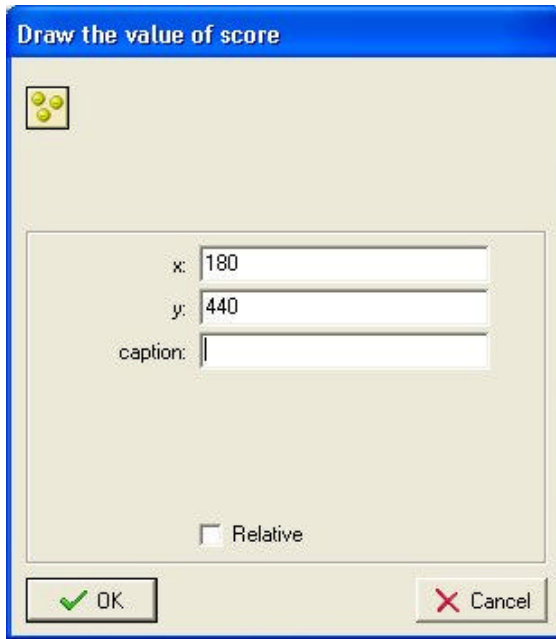 Draw the value of score
x: 180
y: 440
caption:
Relative
OK Cancel